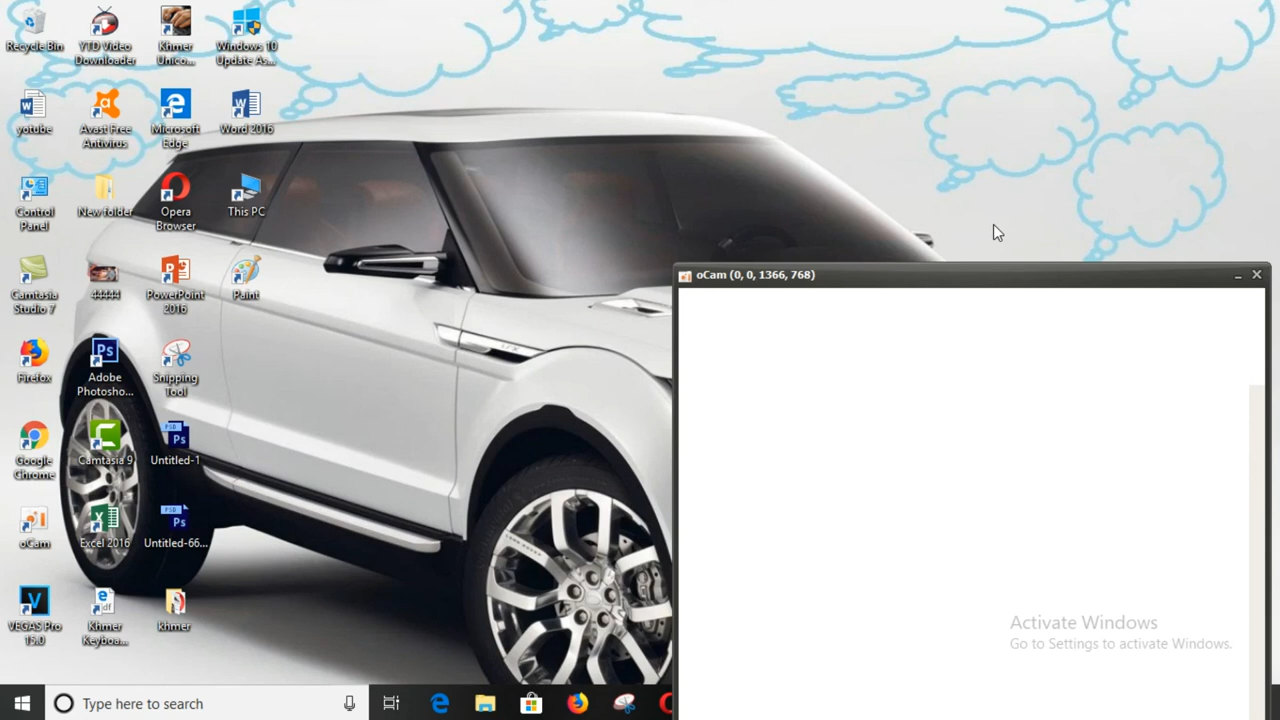 Recycle Bin
YTD Video
Downloader
Khmer
Unico...
Windows 10
Update As...
yotube
Avast Free
Antivirus
Microsoft
Edge
Word 2016
Control
Panel
New folder
Opera
Browser
This PC
Camtasia
Studio 7
44444
PowerPoint
2016
Paint
Firefox
Adobe
Photosho...
Snipping
Tool
Google
Chrome
Camtasia 9
Untitled-1
oCam
Excel 2016
Untitled-66...
VEGAS Pro
15.0
Khmer
Keyboa...
khmer
oCam (0, 0, 1366, 768)
Activate Windows
Go to Settings to activate Windows.
Type here to search